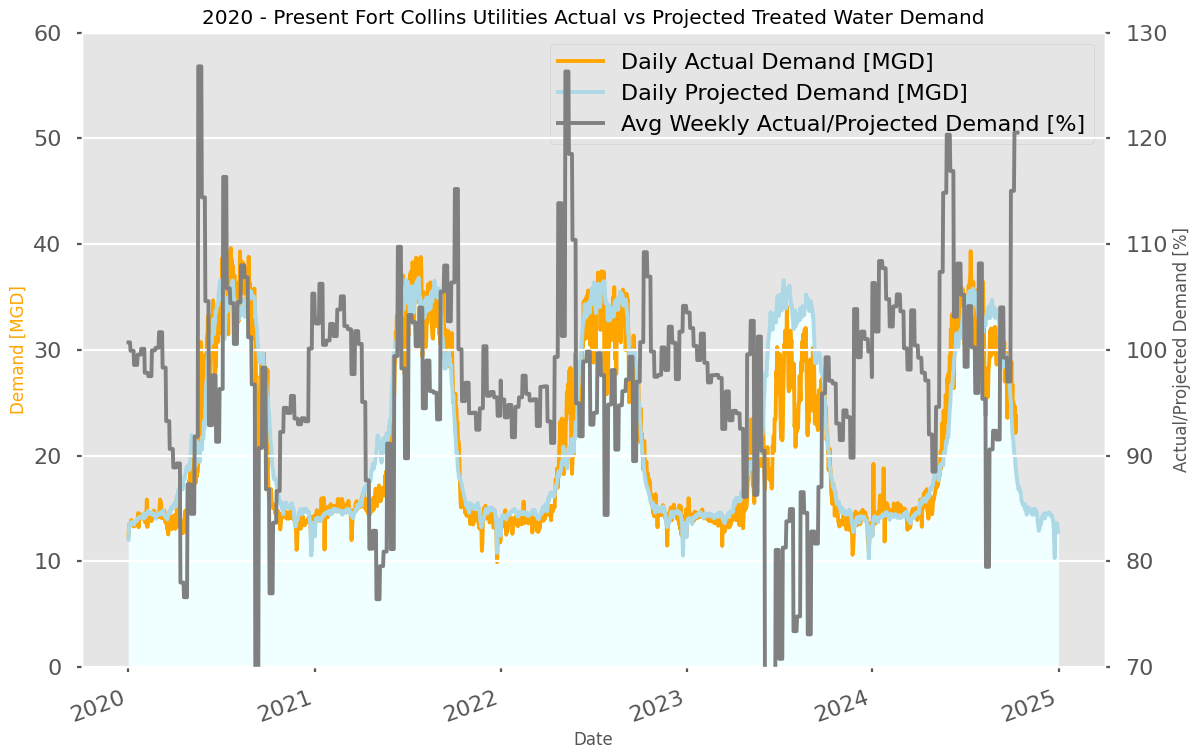 2020 - Present Fort Collins Utilities Actual vs Projected Treated Water Demand
Daily Actual Demand [MGD]
Daily Projected Demand [MGD]
Avg Weekly Actual/Projected Demand [%]
60
50
40
30
20
10
0
Demand [MGD]
130
120
110
100
90
80
70
Actual/Projected Demand [%]
2020
2021
2022
2023
2024
2025
Date